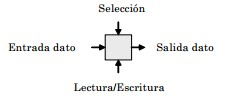 Selección
Entrada dato
Salida dato
Lectura/Escritura